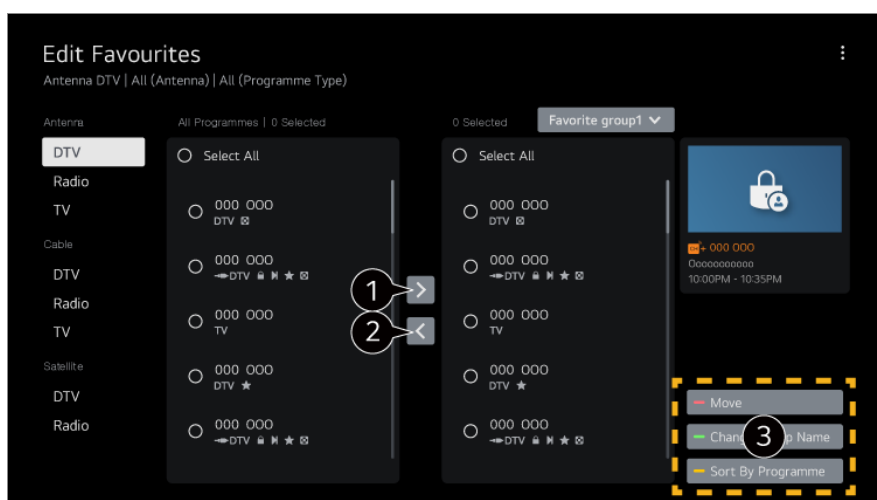 Edit Favourites
Antenna DTV | All (Antenna) | All (Programme Type)
Antenna
DTV
Radio
TV
Cable
DTV
Radio
TV
Satellite
DTV
Radio
All Programmes | 0 Selected
Select All
000 000
DTV
000 000
DTV
000 000
TV
000 000
DTV
000 000
DTV
1
2
0 Selected
Favorite group1
Select All
000 000
DTV
000 000
DTV
000 000
TV
000 000
DTV
000 000
DTV
CH+ 000 000
Oooooooooo
10:00PM - 10:35PM
Move
3
Name
Sort By Programme